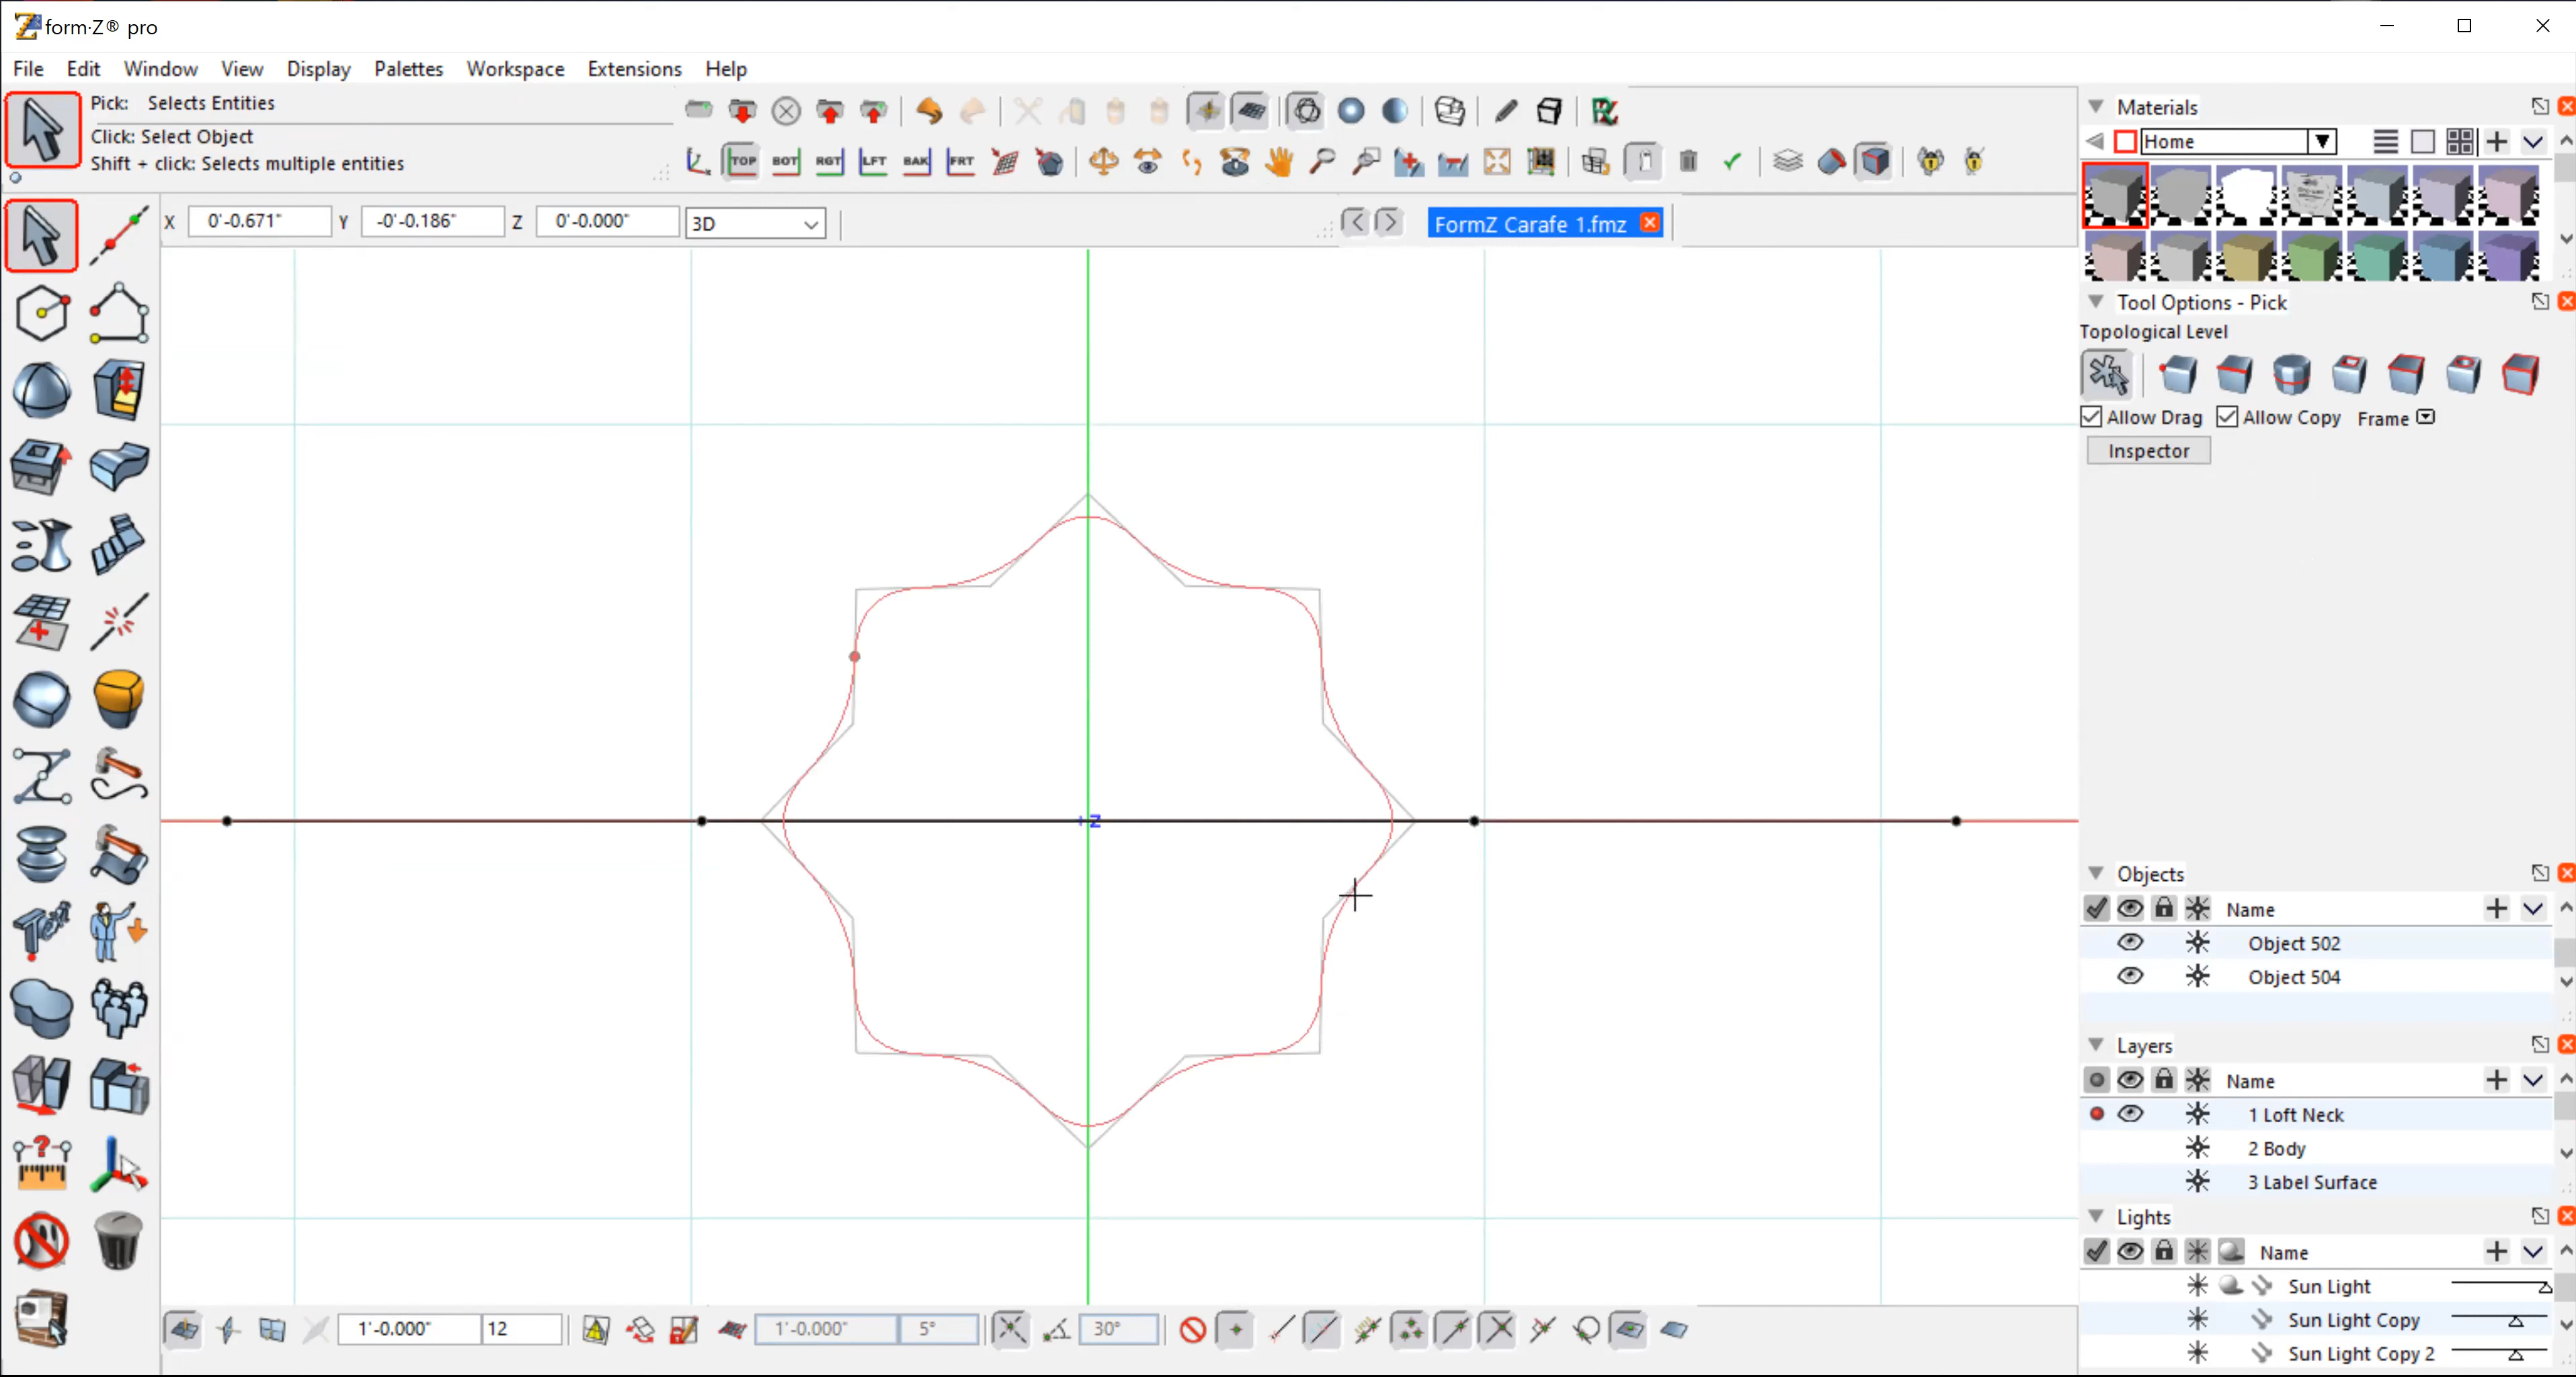 form·Z® pro
File Edit Window View Display Palettes Workspace Extensions Help
Pick: Selects Entities
Click: Select Object
Shift + click: Selects multiple entities
TOP BOT RGT LFT BAK FRT
X 0'-0.671" Y -0'-0.186" Z 0'-0.000" 3D
FormZ Carafe 1.fmz
Z
1'-0.000" 12 1'-0.000" 5° 30°
Materials
Home
Tool Options - Pick
Topological Level
Allow Drag Allow Copy Frame
Inspector
Objects
Name
Object 502
Object 504
Layers
Name
1 Loft Neck
2 Body
3 Label Surface
Lights
Name
Sun Light
Sun Light Copy
Sun Light Copy 2